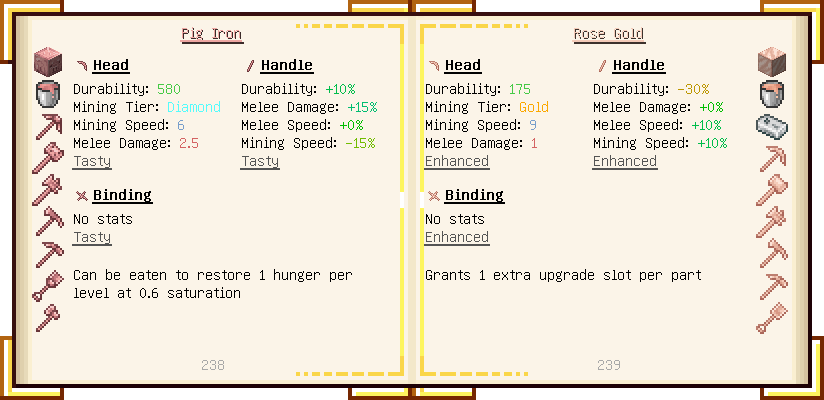 Pig Iron
Head
Durability: 580
Mining Tier: Diamond
Mining Speed: 6
Melee Damage: 2.5
Tasty
Handle
Durability: +10%
Melee Damage: +15%
Melee Speed: +0%
Mining Speed: -15%
Tasty
Binding
No stats
Tasty
Can be eaten to restore 1 hunger per
level at 0.6 saturation
238
Rose Gold
Head
Durability: 175
Mining Tier: Gold
Mining Speed: 9
Melee Damage: 1
Enhanced
Handle
Durability: -30%
Melee Damage: +0%
Melee Speed: +10%
Mining Speed: +10%
Enhanced
Binding
No stats
Enhanced
Grants 1 extra upgrade slot per part
239